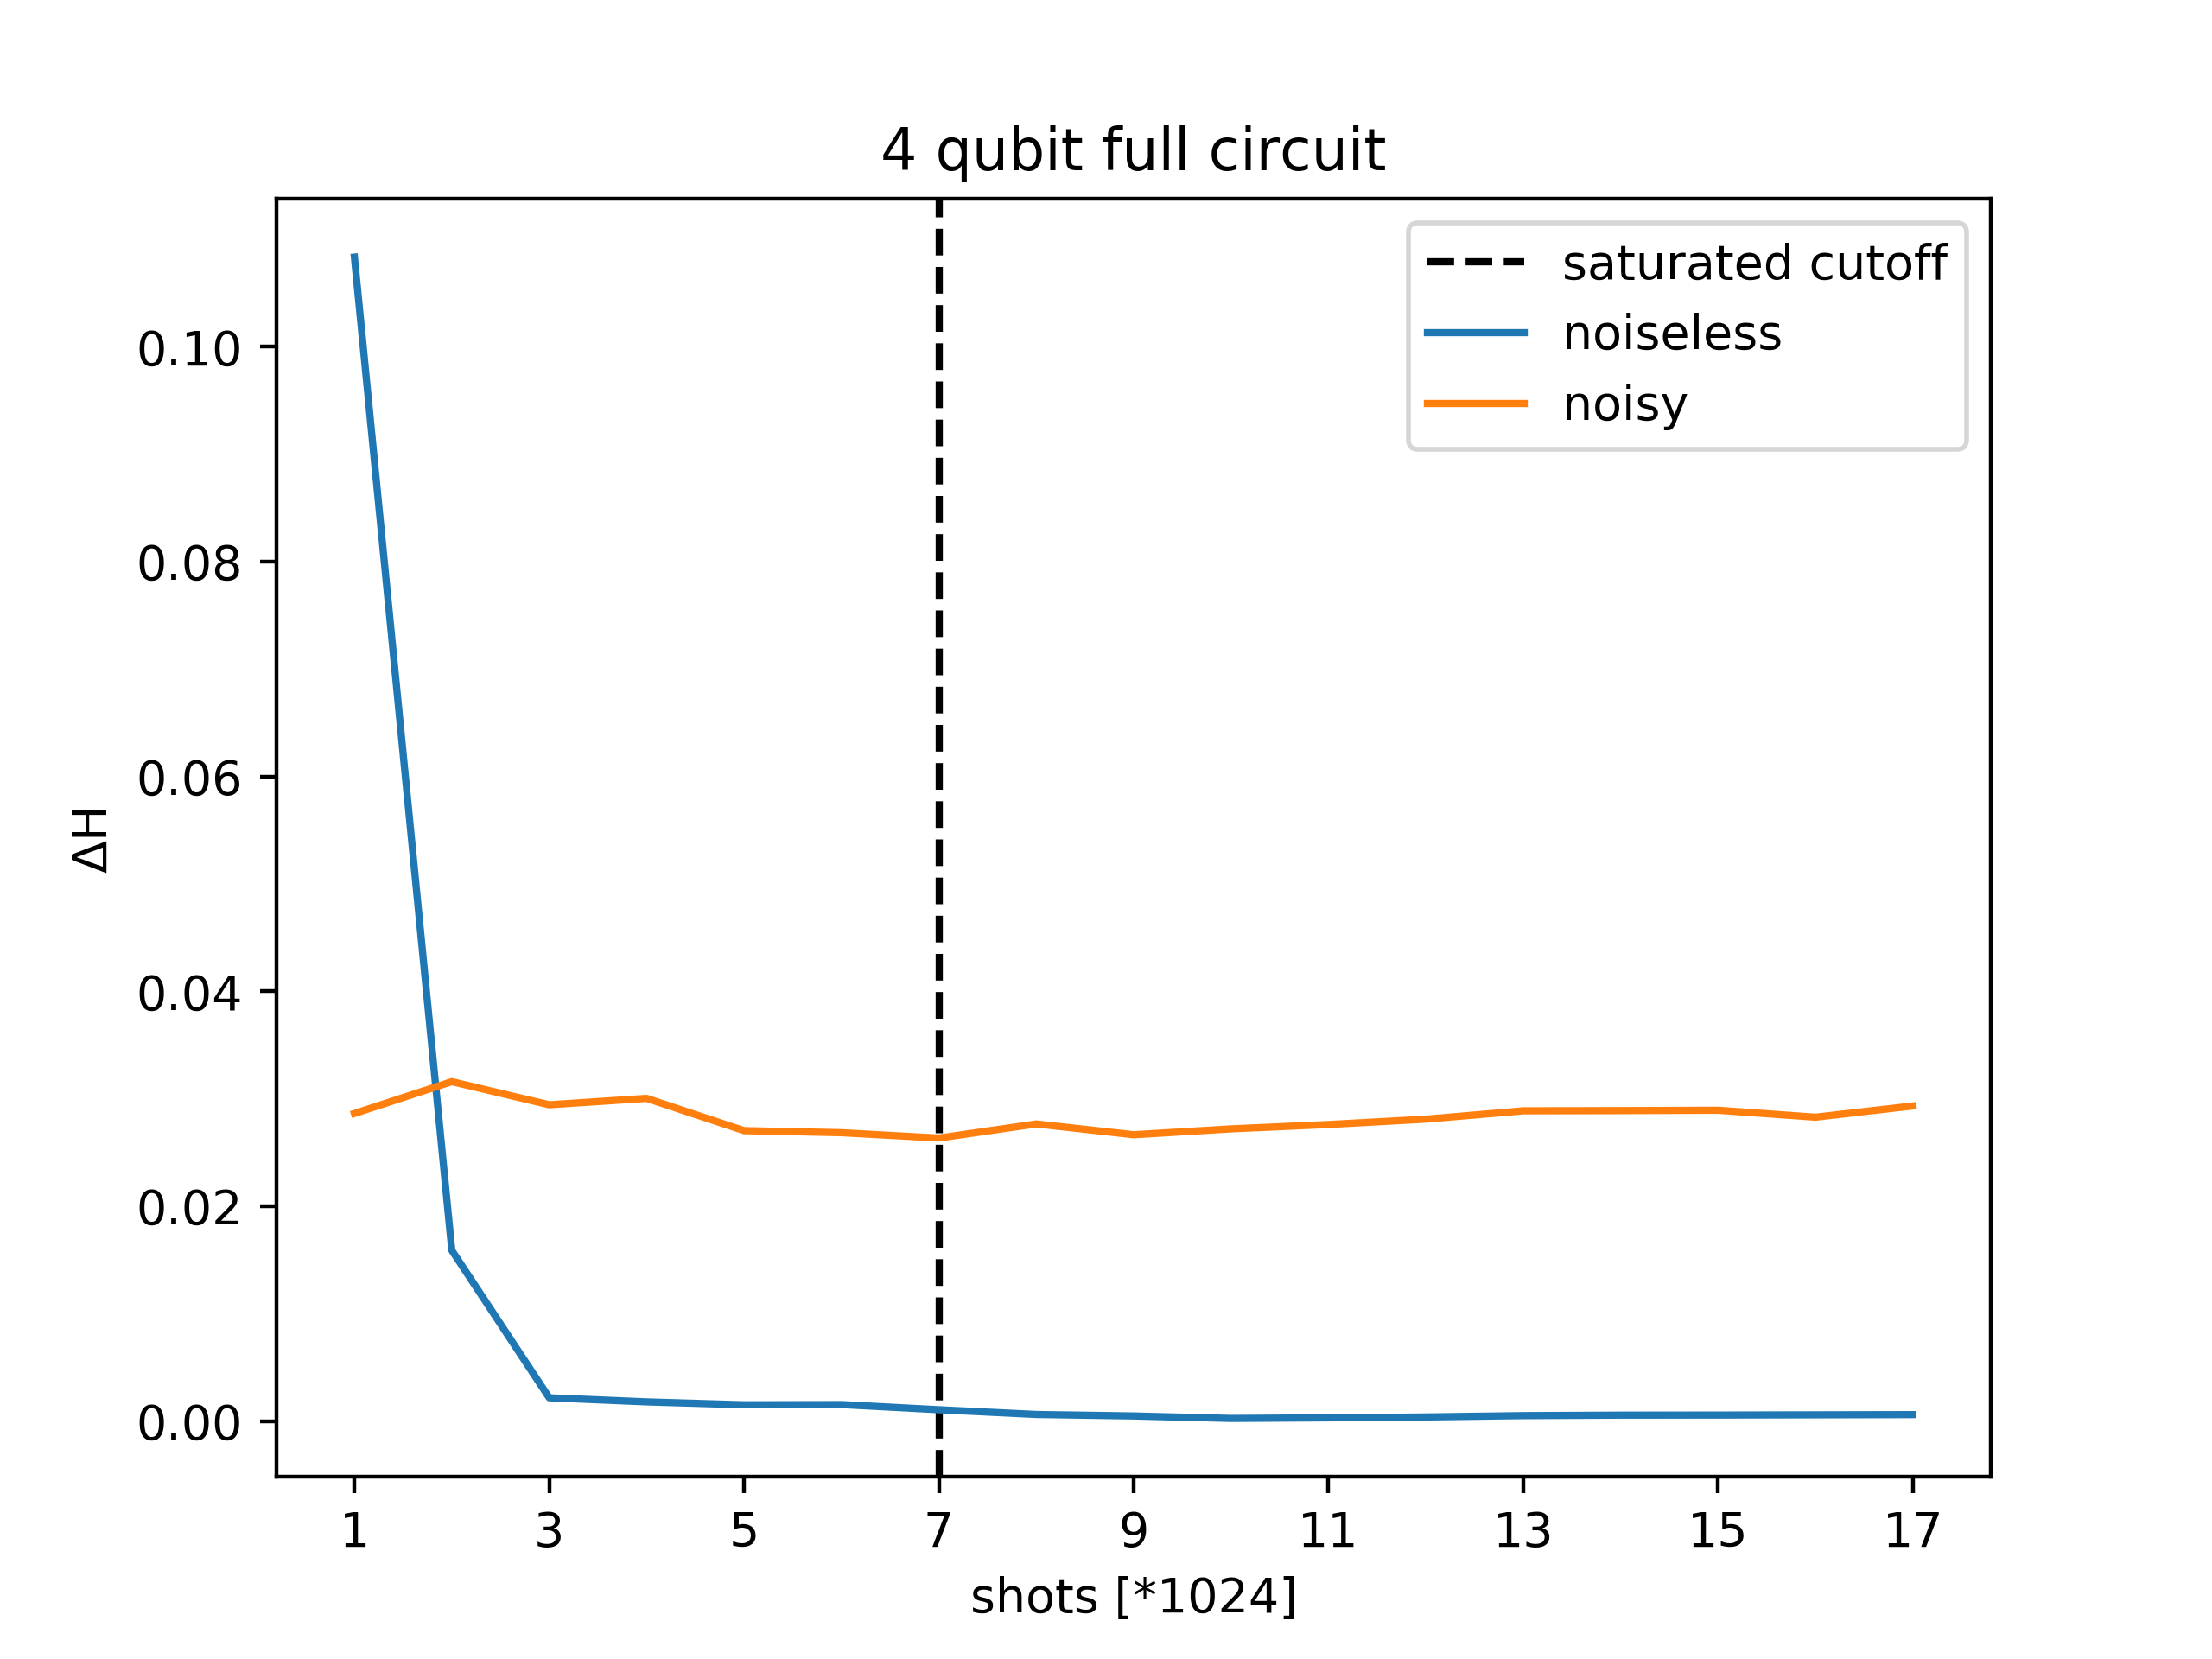 4 qubit full circuit
saturated cutoff
noiseless
noisy
0.10
0.08
0.06
0.04
0.02
0.00
ΔH
1 3 5 7 9 11 13 15 17
shots [*1024]